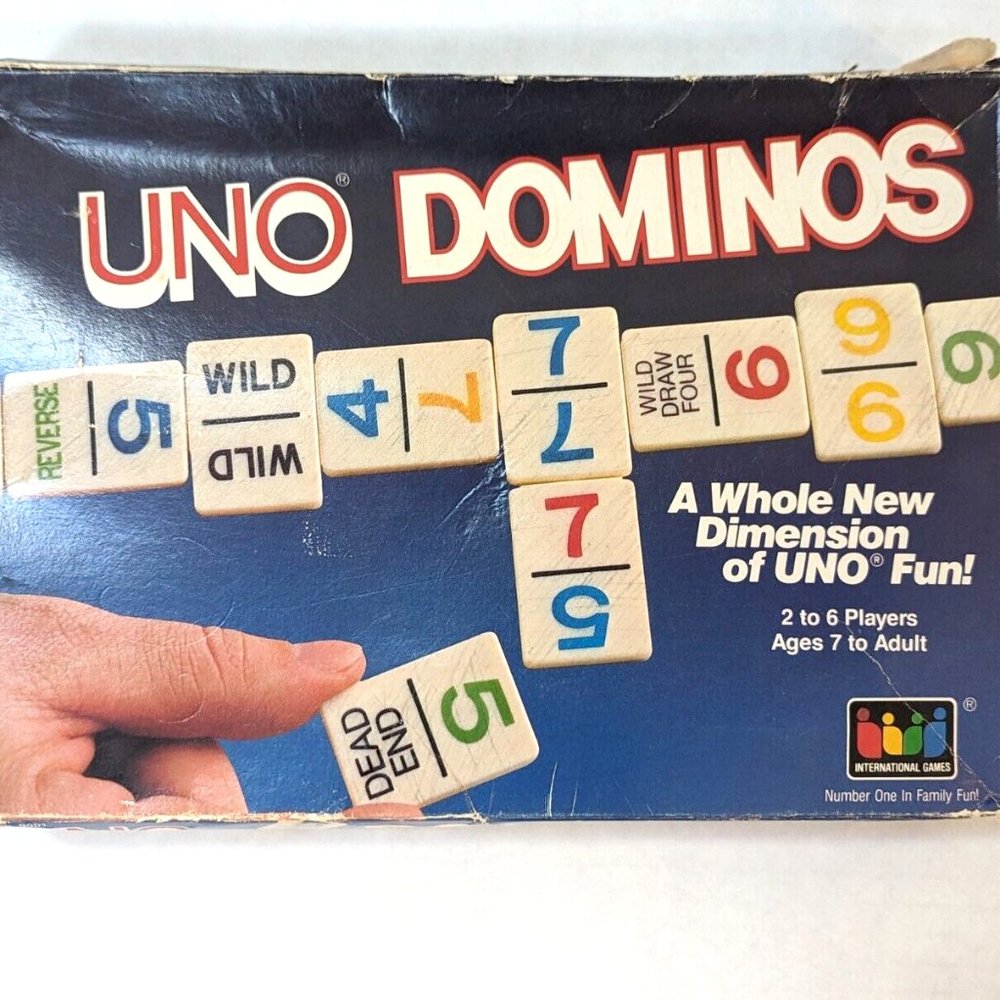 UNO® DOMINOS
REVERSE
5
WILD
WILD
4
7
7
7
WILD
DRAW
FOUR
9
9
6
6
7
5
DEAD
END
5
A Whole New
Dimension
of UNO® Fun!
2 to 6 Players
Ages 7 to Adult
®
INTERNATIONAL GAMES
Number One In Family Fun!